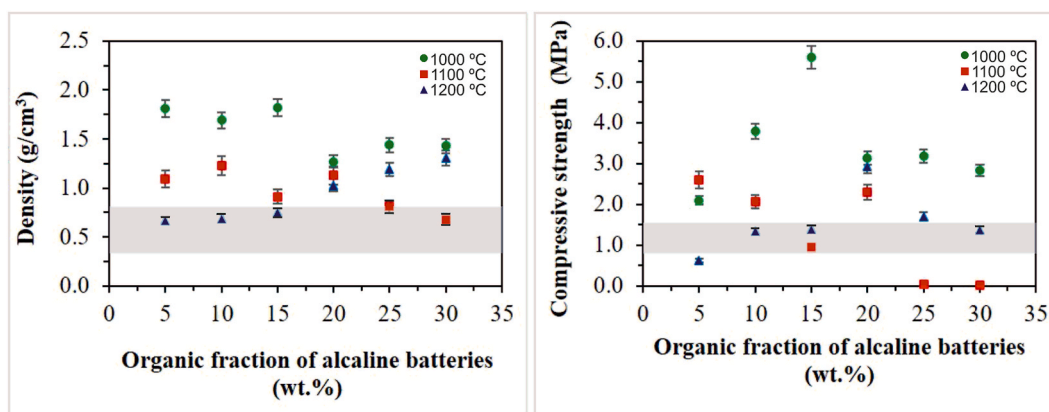 2.5
2.0
1.5
1.0
0.5
0.0
Density (g/cm³)
1000 ºC
1100 ºC
1200 ºC
0 5 10 15 20 25 30 35
Organic fraction of alcaline batteries
(wt.%)
6.0
5.0
4.0
3.0
2.0
1.0
0.0
Compressive strength (MPa)
1000 ºC
1100 ºC
1200 ºC
0 5 10 15 20 25 30 35
Organic fraction of alcaline batteries
(wt.%)